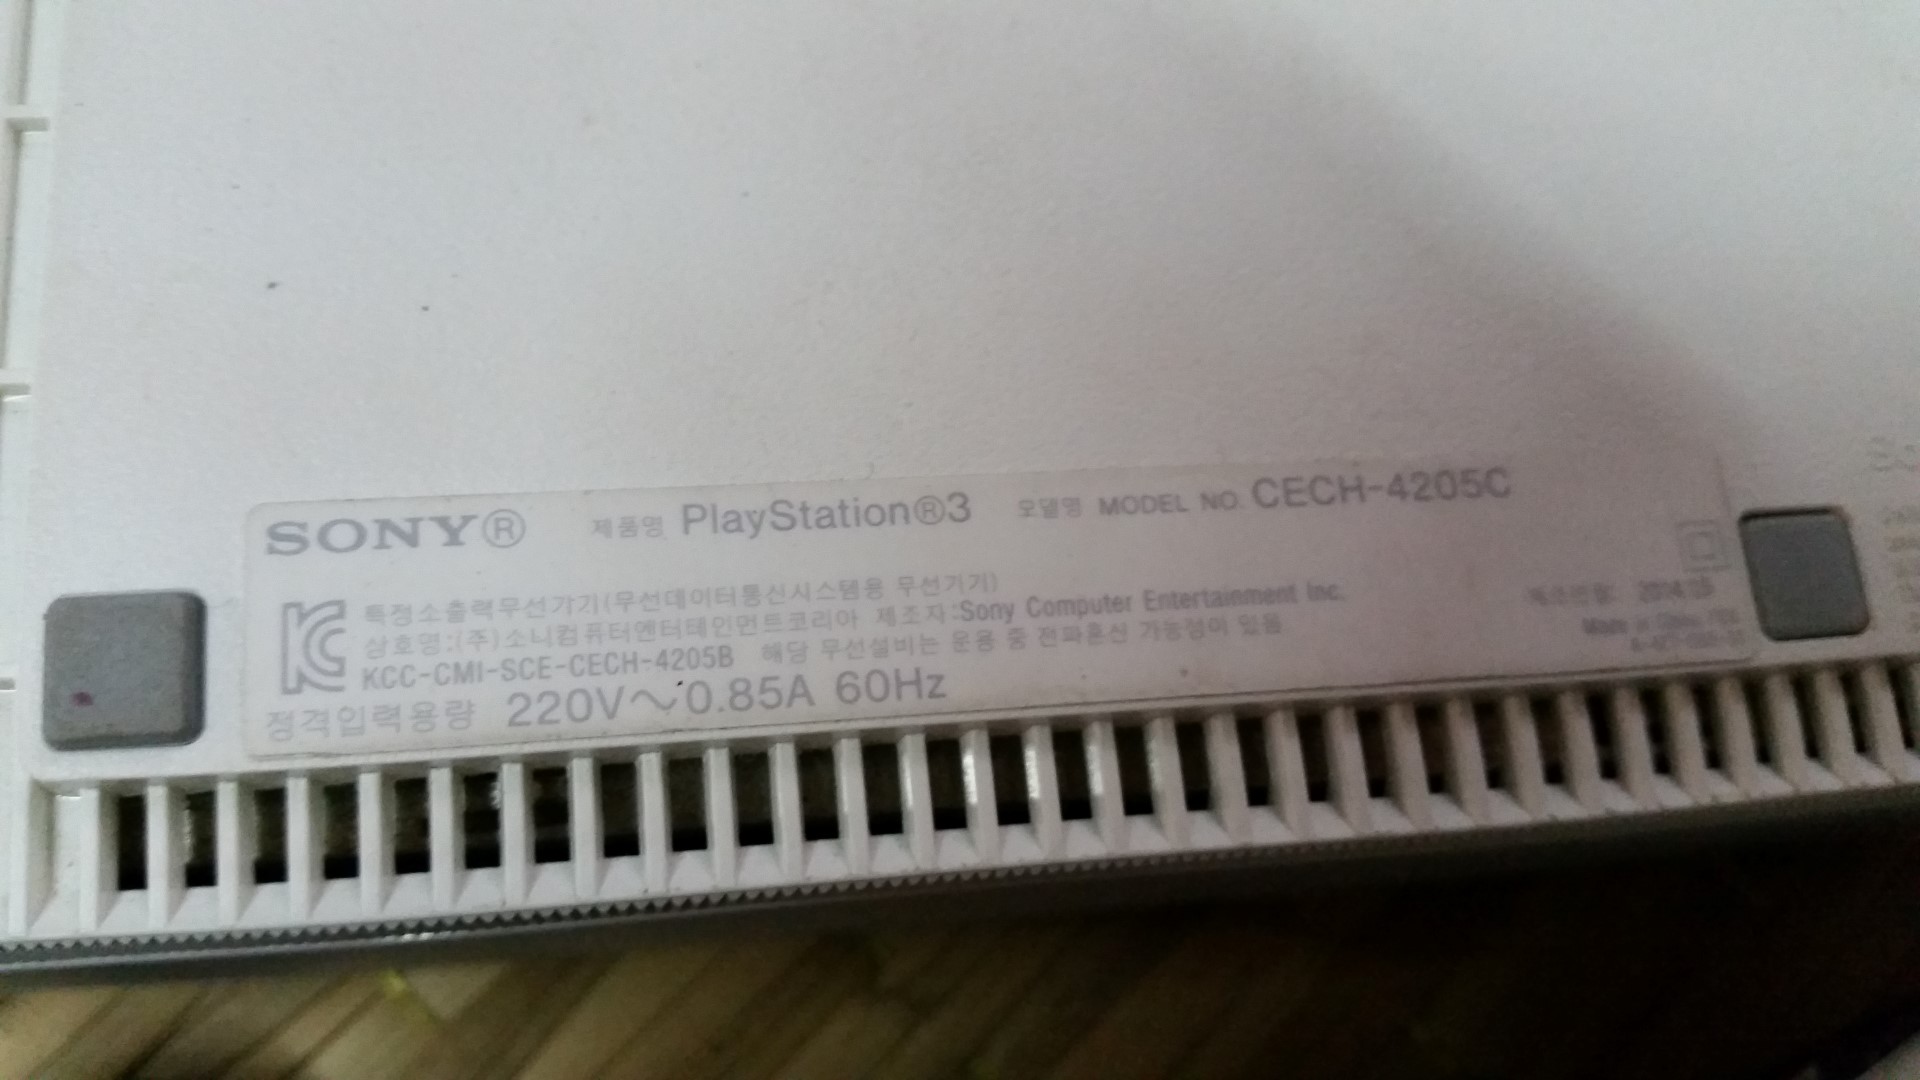 SONY® 제품명 PlayStation®3 모델명 MODEL NO. CECH-4205C
특정소출력무선기기(무선데이터통신시스템용 무선기기)
상호명:(주)소니컴퓨터엔터테인먼트코리아 제조자:Sony Computer Entertainment Inc.
KCC-CMI-SCE-CECH-4205B 해당 무선설비는 운용 중 전파혼신 가능성이 있음
정격입력용량 220V~0.85A 60Hz
Made in